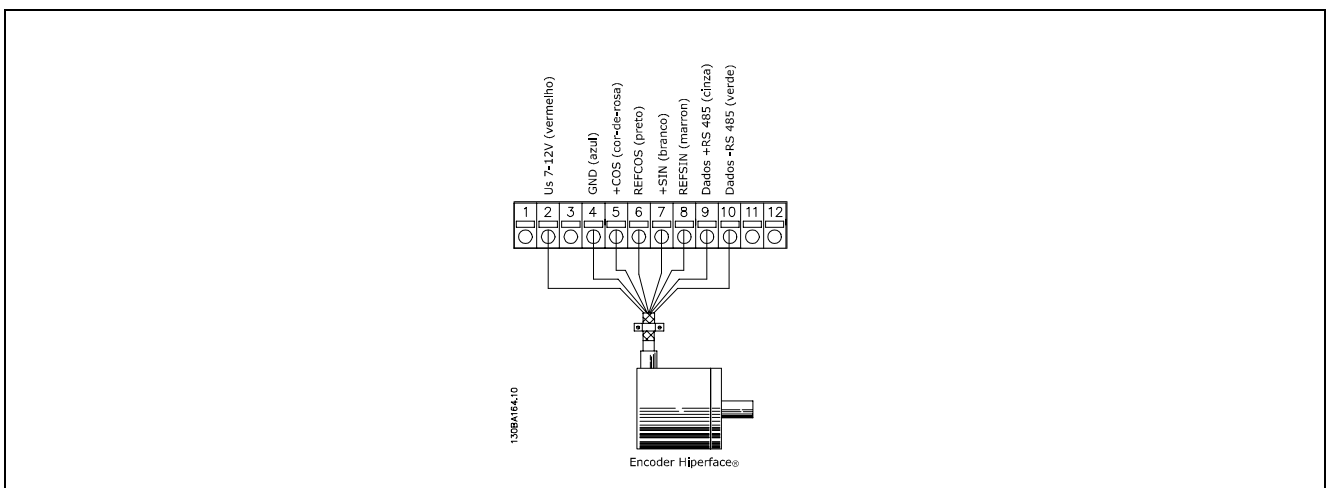 Us 7-12V (vermelho)
GND (azul)
+COS (cor-de-rosa)
REFCOS (preto)
+SIN (branco)
REFSIN (marron)
Dados +RS 485 (cinza)
Dados -RS 485 (verde)
1 2 3 4 5 6 7 8 9 10 11 12
130BA164.10
Encoder Hiperface®